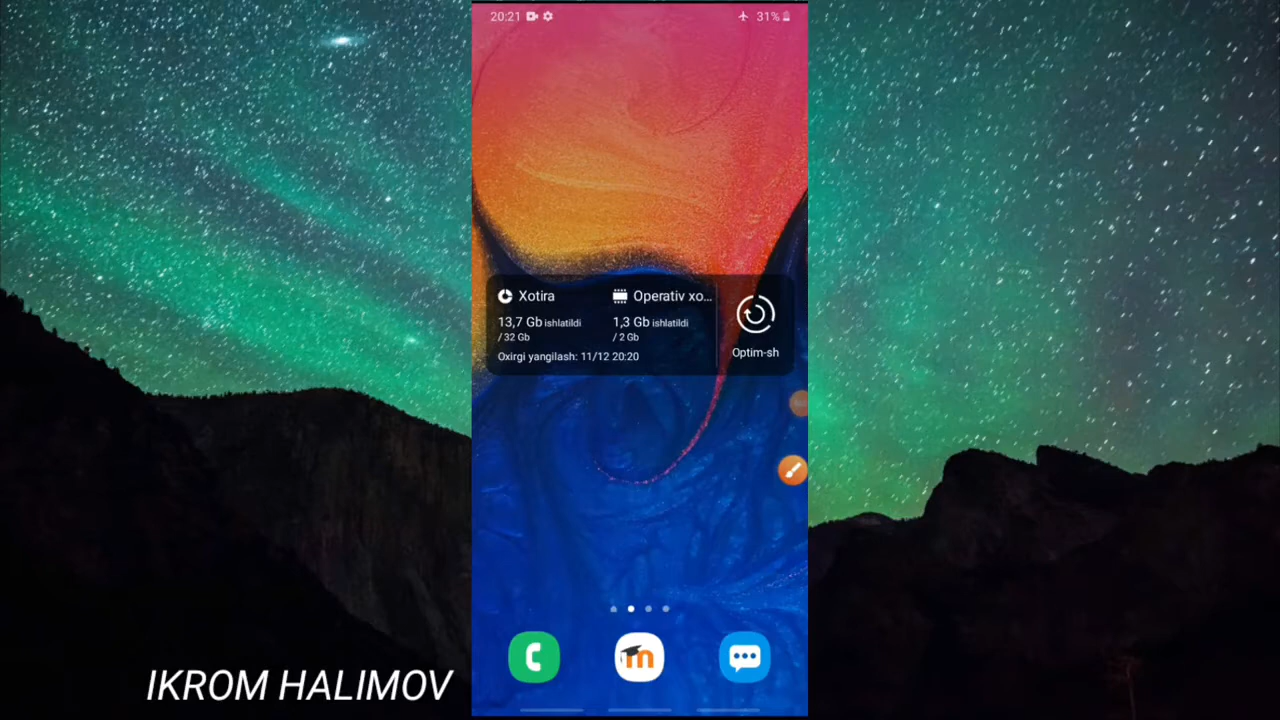 20:21
31%
Xotira
Operativ xo...
13,7 Gb ishlatildi
/ 32 Gb
1,3 Gb ishlatildi
/ 2 Gb
Oxirgi yangilash: 11/12 20:20
Optim-sh
IKROM HALIMOV